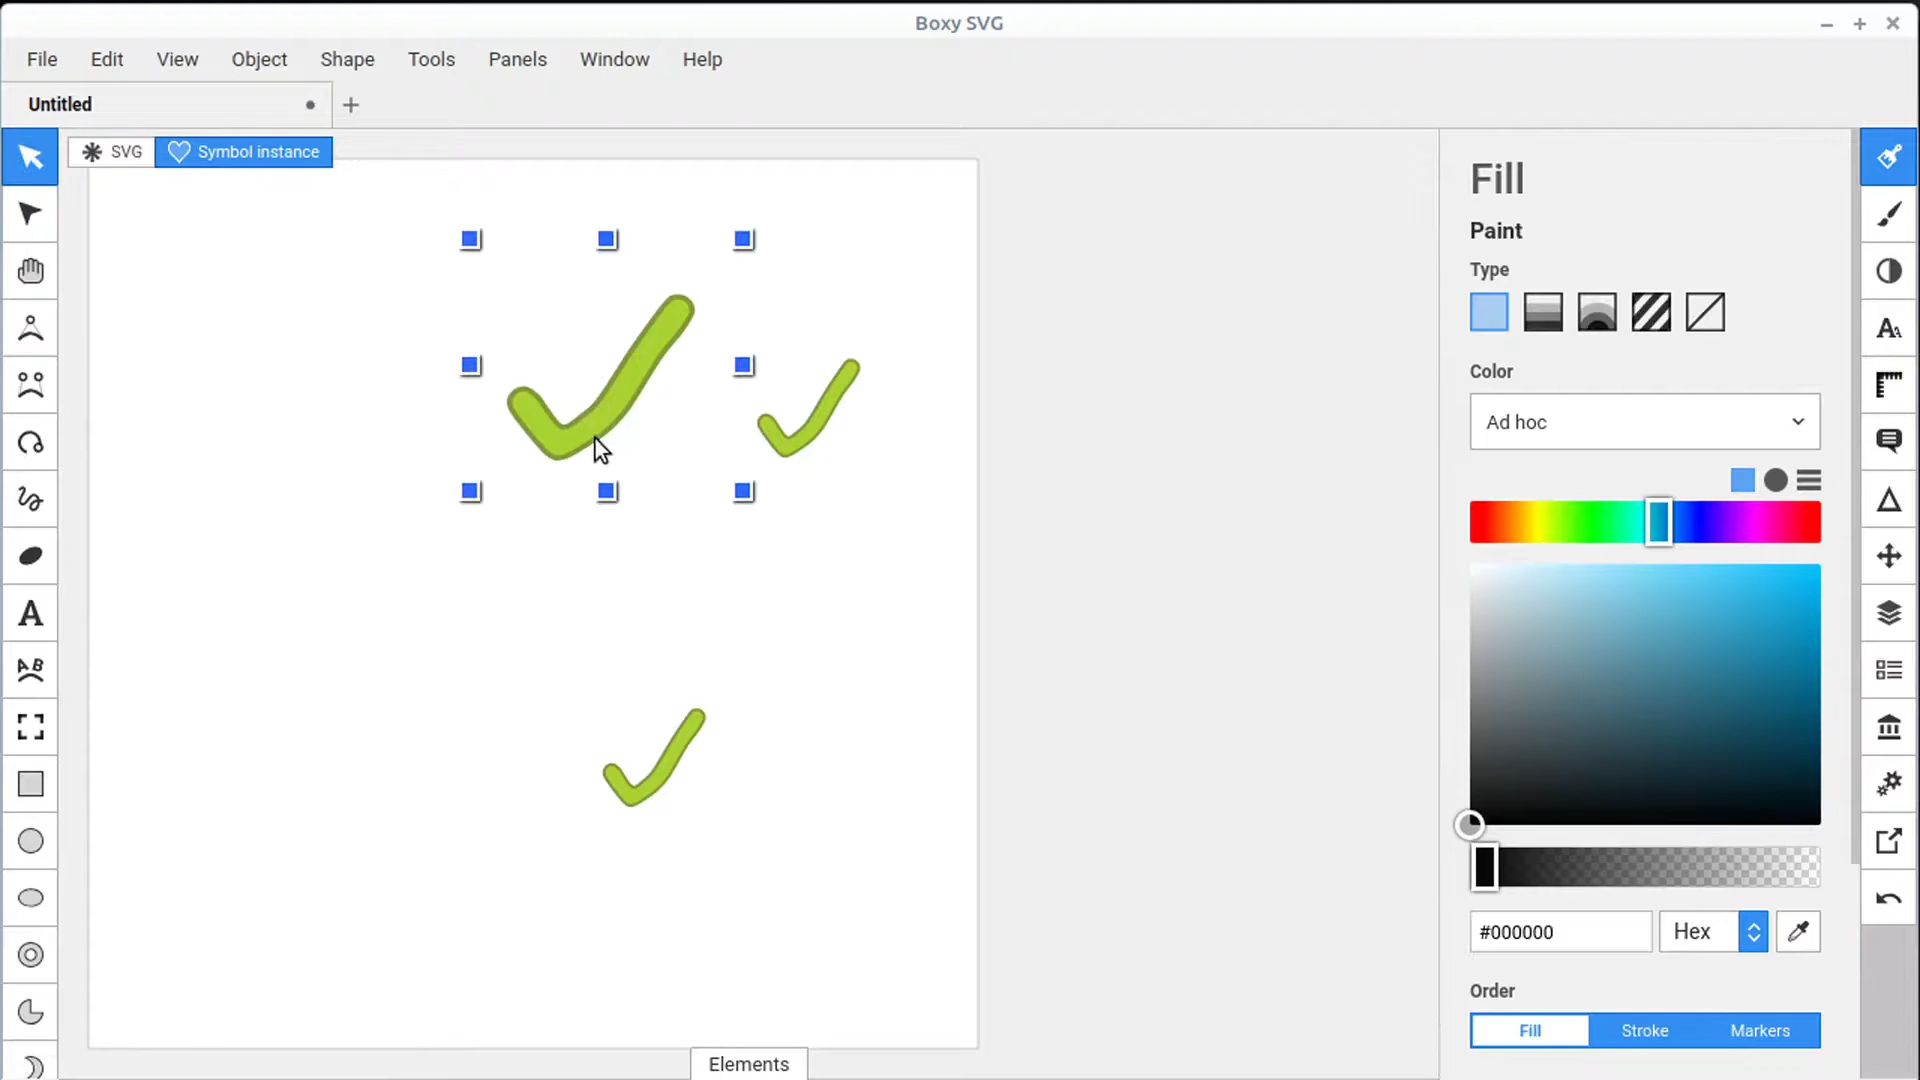 Boxy SVG
File Edit View Object Shape Tools Panels Window Help
Untitled
SVG Symbol instance
Fill
Paint
Type
Color
Ad hoc
#000000 Hex
Order
Fill Stroke Markers
Elements